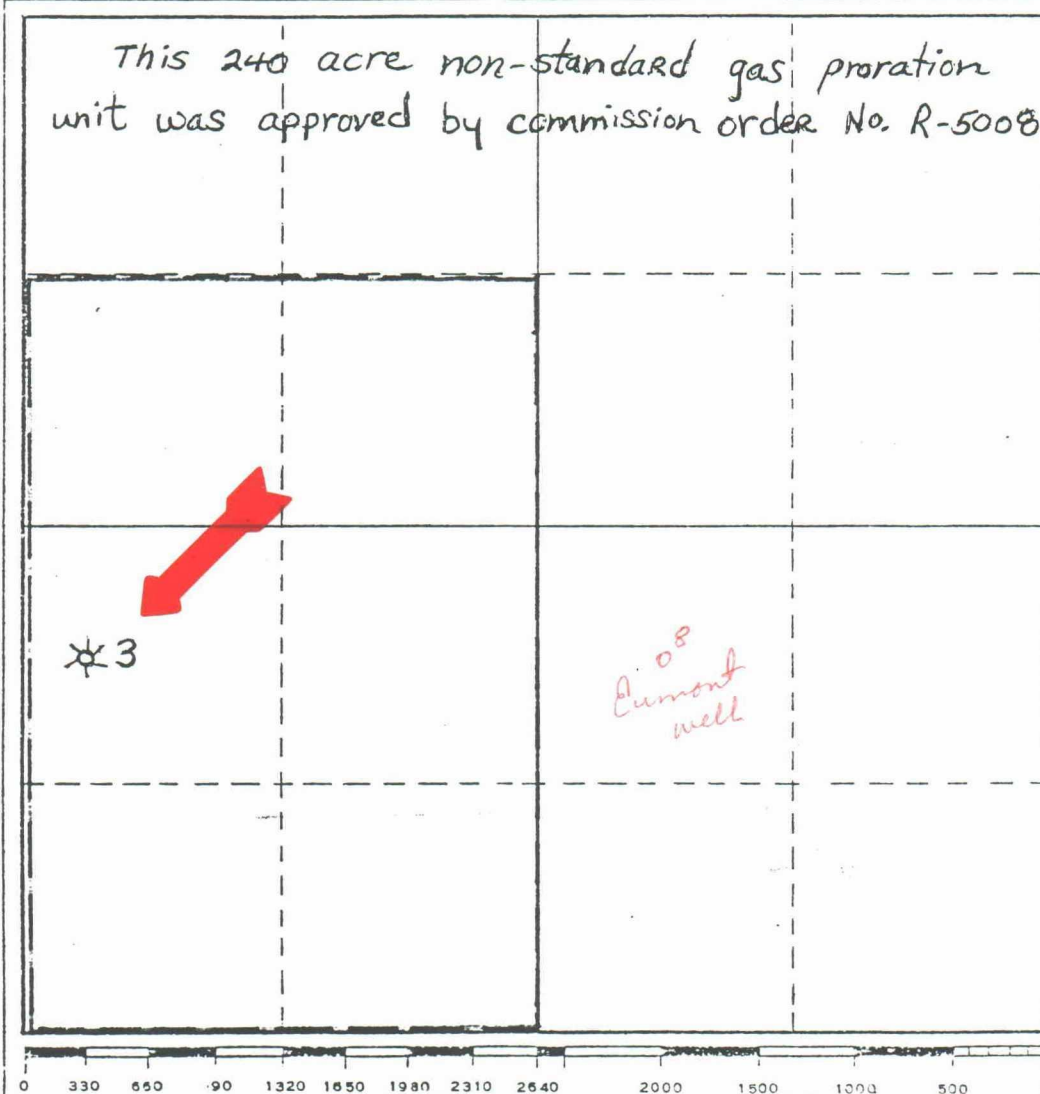 This 240 acre non-standard gas proration
unit was approved by commission order No. R-5008
3
8
Eumont
well
0 330 660 90 1320 1650 1980 2310 2640 2000 1500 1000 500